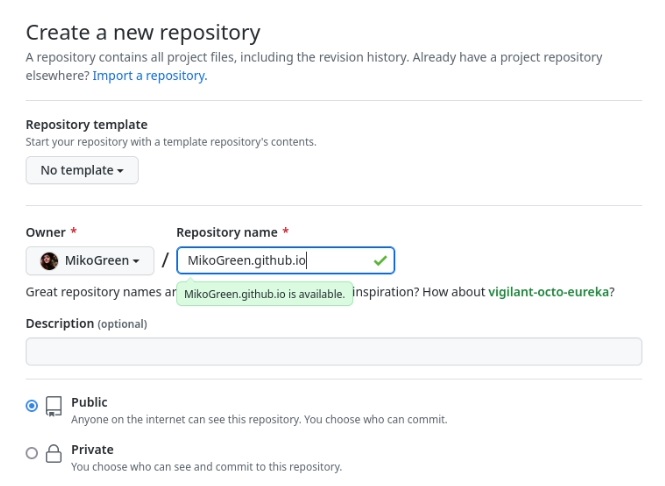 Create a new repository
A repository contains all project files, including the revision history. Already have a project repository
elsewhere? Import a repository.
Repository template
Start your repository with a template repository's contents.
No template
Owner *
Repository name *
MikoGreen / MikoGreen.github.io
Great repository names ar inspiration? How about vigilant-octo-eureka?
MikoGreen.github.io is available.
Description (optional)
Public
Anyone on the internet can see this repository. You choose who can commit.
Private
You choose who can see and commit to this repository.